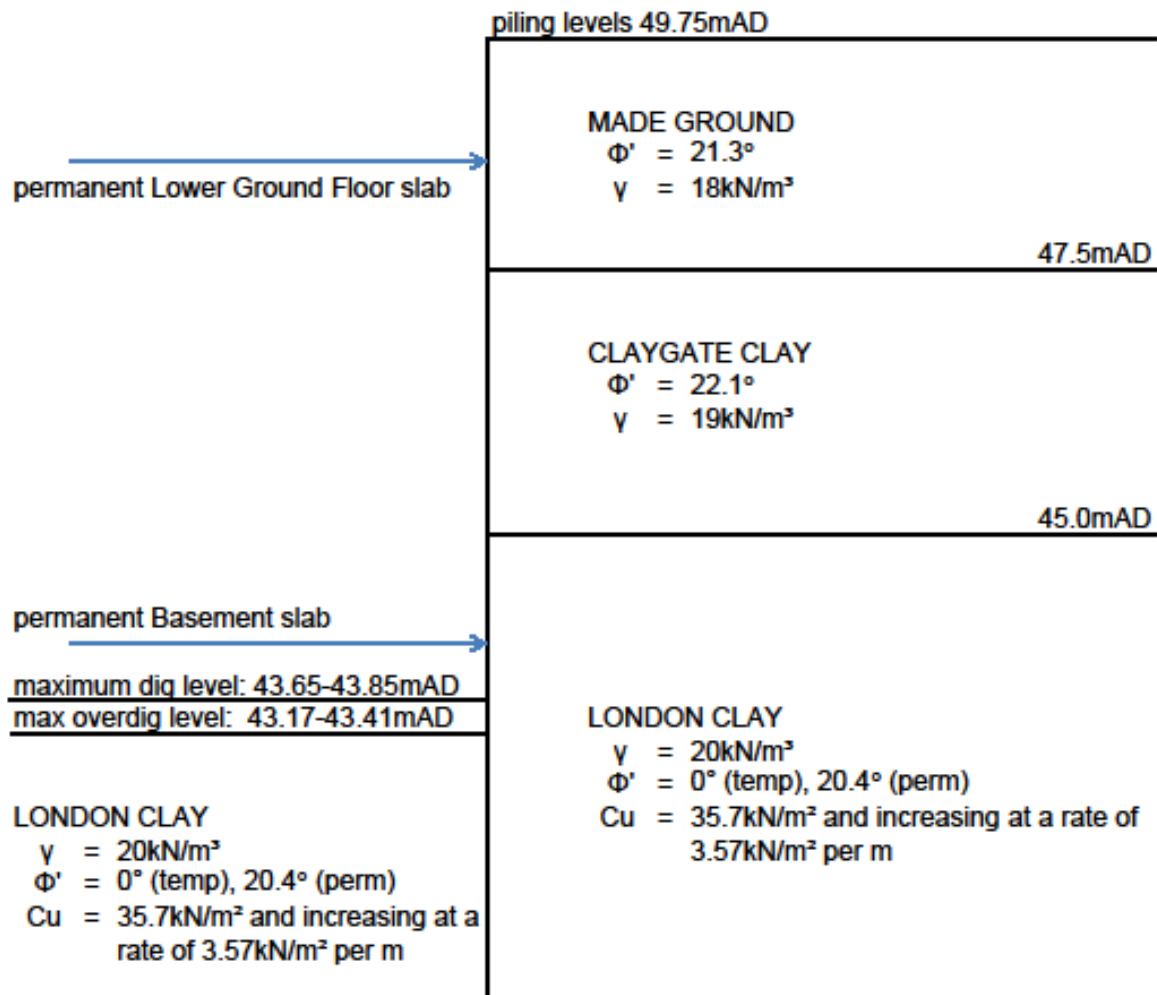 piling levels 49.75mAD
MADE GROUND
Φ' = 21.3°
γ = 18kN/m³
permanent Lower Ground Floor slab
47.5mAD
CLAYGATE CLAY
Φ' = 22.1°
γ = 19kN/m³
45.0mAD
permanent Basement slab
maximum dig level: 43.65-43.85mAD
max overdig level: 43.17-43.41mAD
LONDON CLAY
γ = 20kN/m³
Φ' = 0° (temp), 20.4° (perm)
Cu = 35.7kN/m² and increasing at a rate of
3.57kN/m² per m
LONDON CLAY
γ = 20kN/m³
Φ' = 0° (temp), 20.4° (perm)
Cu = 35.7kN/m² and increasing at a
rate of 3.57kN/m² per m